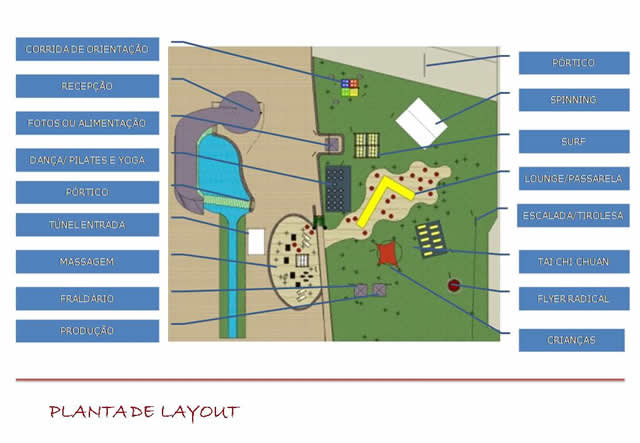 CORRIDA DE ORIENTAÇÃO
RECEPÇÃO
FOTOS OU ALIMENTAÇÃO
DANÇA/ PILATES E YOGA
PÓRTICO
TÚNEL ENTRADA
MASSAGEM
FRALDÁRIO
PRODUÇÃO
PÓRTICO
SPINNING
SURF
LOUNGE/PASSARELA
ESCALADA/TIROLESA
TAI CHI CHUAN
FLYER RADICAL
CRIANÇAS
PLANTA DE LAYOUT